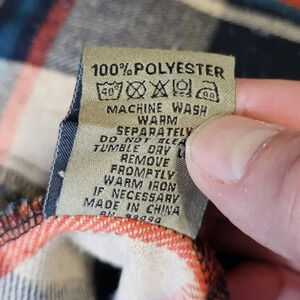 100% POLYESTER
40°
MACHINE WASH
WARM
SEPARATELY
DO NOT
TUMBLE DRY
REMOVE
PROMPTLY
WARM IRON
IF NECESSARY
MADE IN CHINA